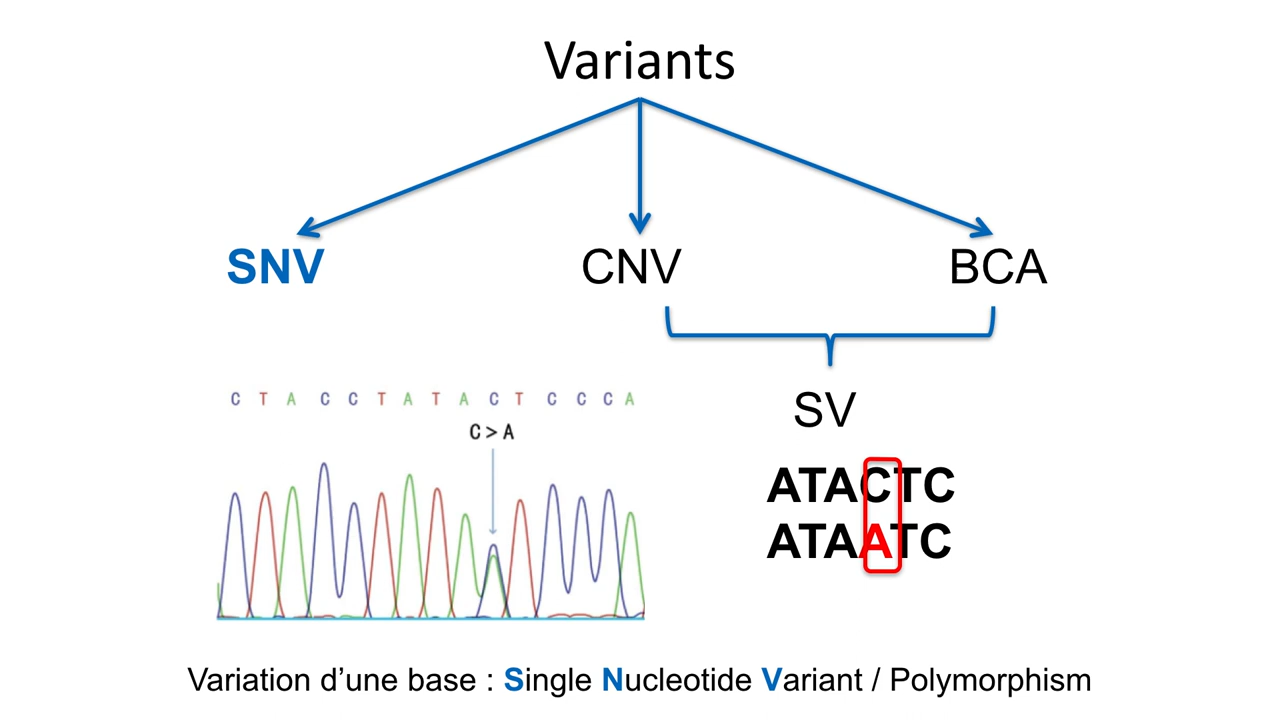 Variants
SNV
CNV
BCA
SV
C T A C C T A T A C T C C C A
C > A
ATACTC
ATAATC
Variation d’une base : Single Nucleotide Variant / Polymorphism